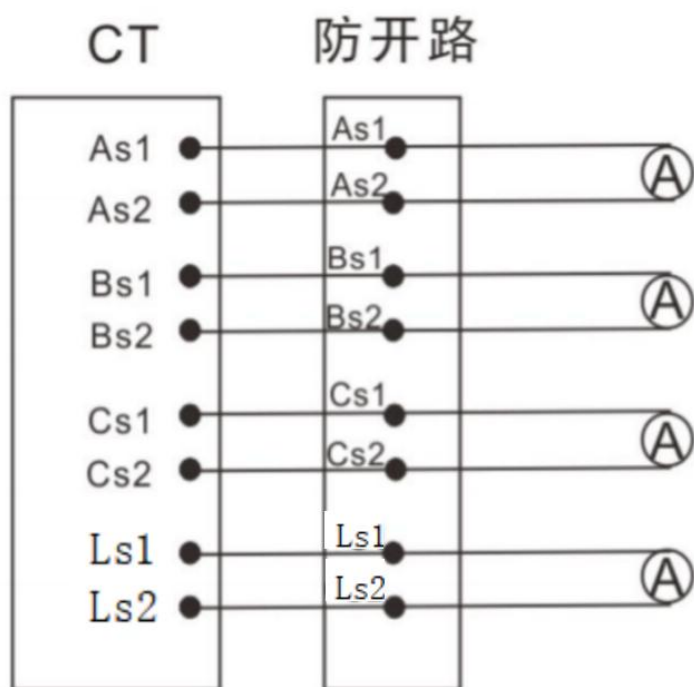 CT 防开路
As1 As1 A
As2 As2
Bs1 Bs1 A
Bs2 Bs2
Cs1 Cs1 A
Cs2 Cs2
Ls1 Ls1 A
Ls2 Ls2